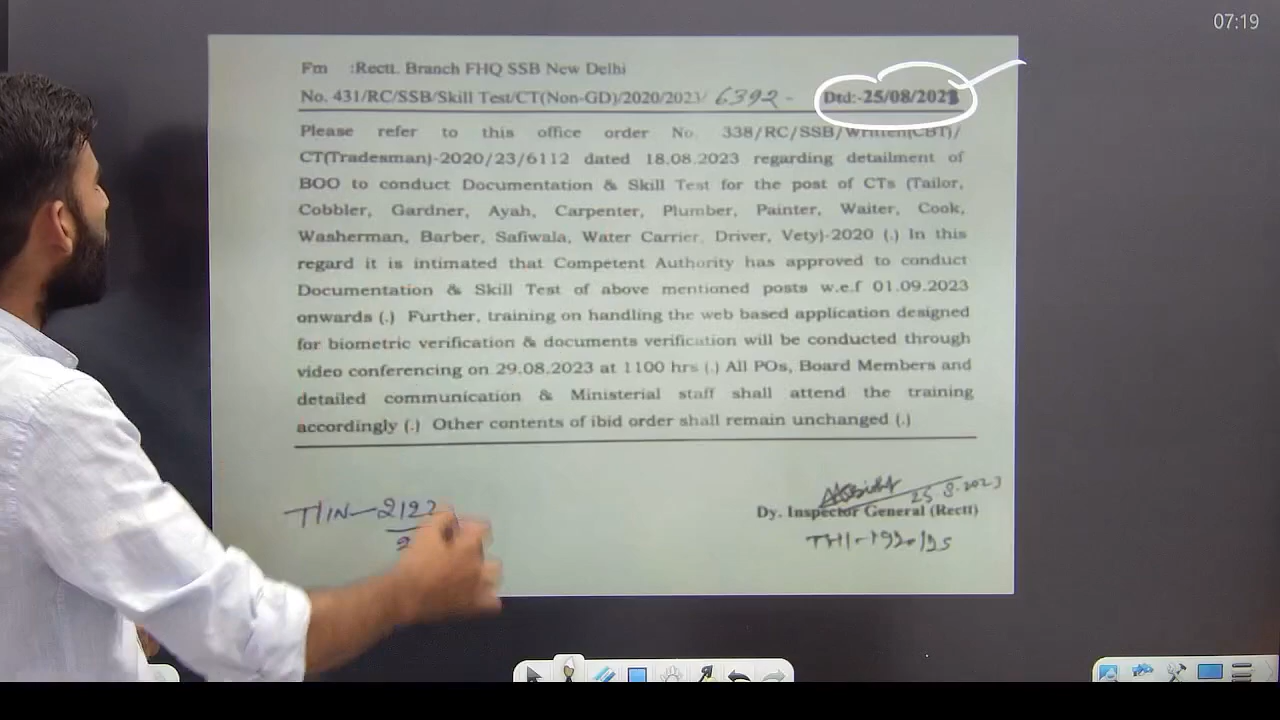 07:19
Fm :Rectt. Branch FHQ SSB New Delhi
No. 431/RC/SSB/Skill Test/CT(Non-GD)/2020/2023/ 6392 - Dtd:-25/08/2023
Please refer to this office order No. 338/RC/SSB/Written(CBT)/
CT(Tradesman)-2020/23/6112 dated 18.08.2023 regarding detailment of
BOO to conduct Documentation & Skill Test for the post of CTs (Tailor,
Cobbler, Gardner, Ayah, Carpenter, Plumber, Painter, Waiter, Cook,
Washerman, Barber, Safiwala, Water Carrier, Driver, Vety)-2020 (.) In this
regard it is intimated that Competent Authority has approved to conduct
Documentation & Skill Test of above mentioned posts w.e.f 01.09.2023
onwards (.) Further, training on handling the web based application designed
for biometric verification & documents verification will be conducted through
video conferencing on 29.08.2023 at 1100 hrs (.) All POs, Board Members and
detailed communication & Ministerial staff shall attend the training
accordingly (.) Other contents of ibid order shall remain unchanged (.)
25.8.2023
Dy. Inspector General (Rectt)